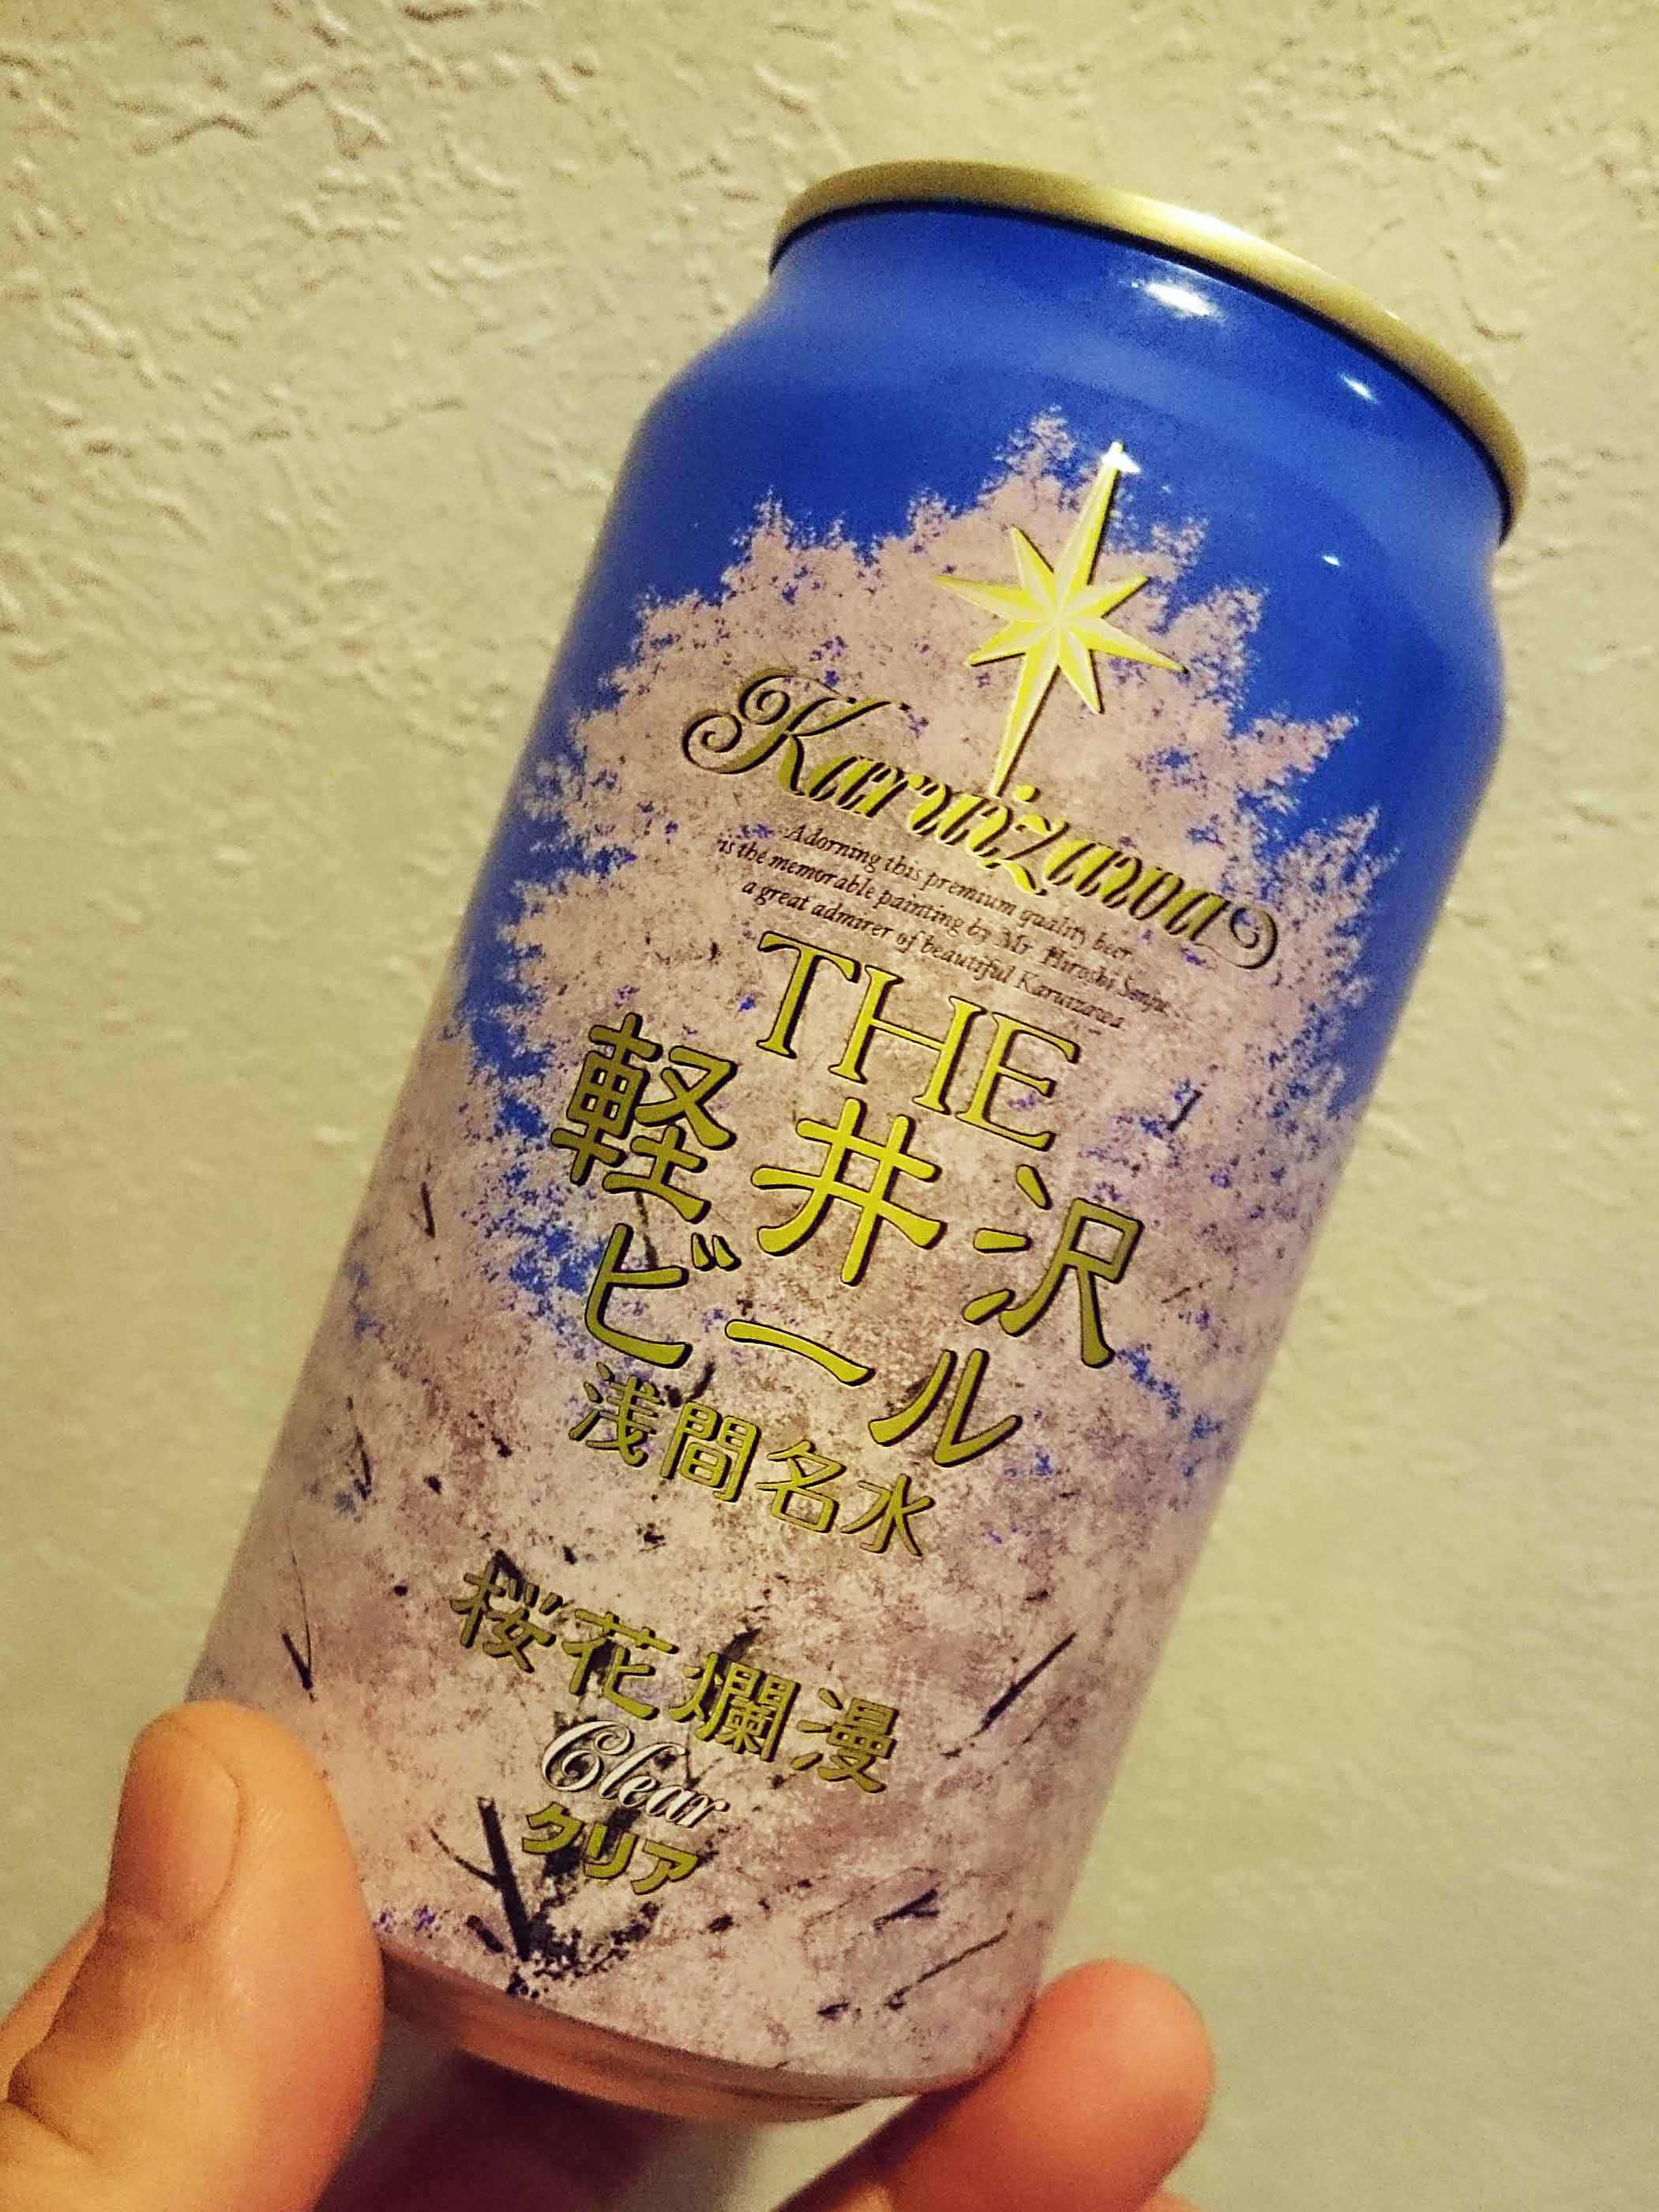 Karuizawa
Adorning this premium quality beer
is the memorable painting by Mr. Hiroshi Senju,
a great admirer of beautiful Karuizawa.
THE
軽井沢
ビール
浅間名水
桜花爛漫
Clear
クリア